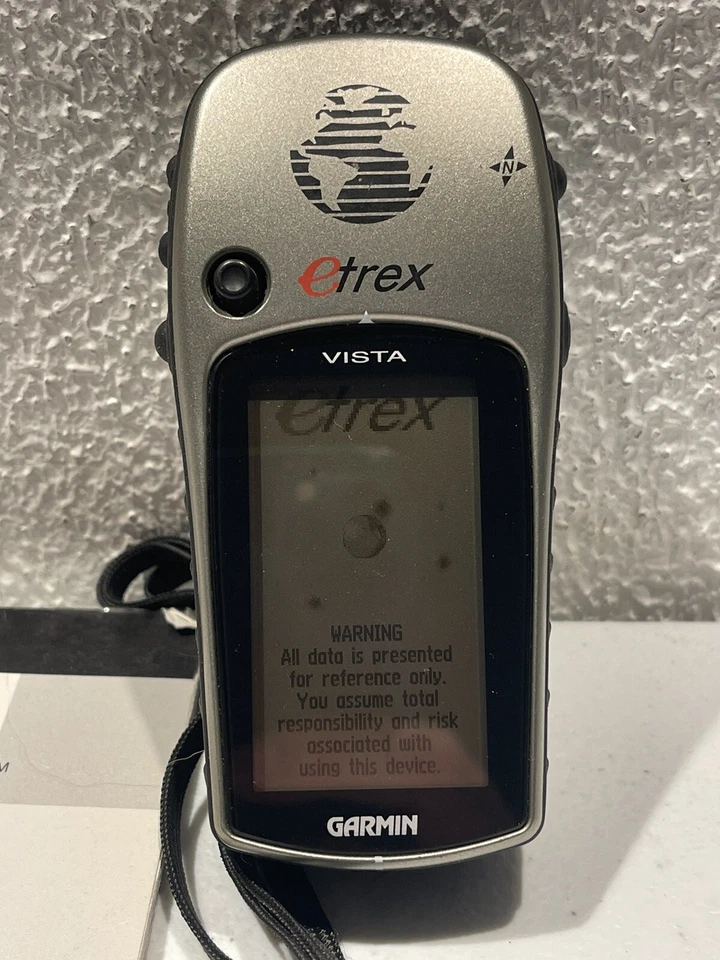 N
etrex
VISTA
etrex
WARNING
All data is presented
for reference only.
You assume total
responsibility and risk
associated with
using this device.
M
GARMIN